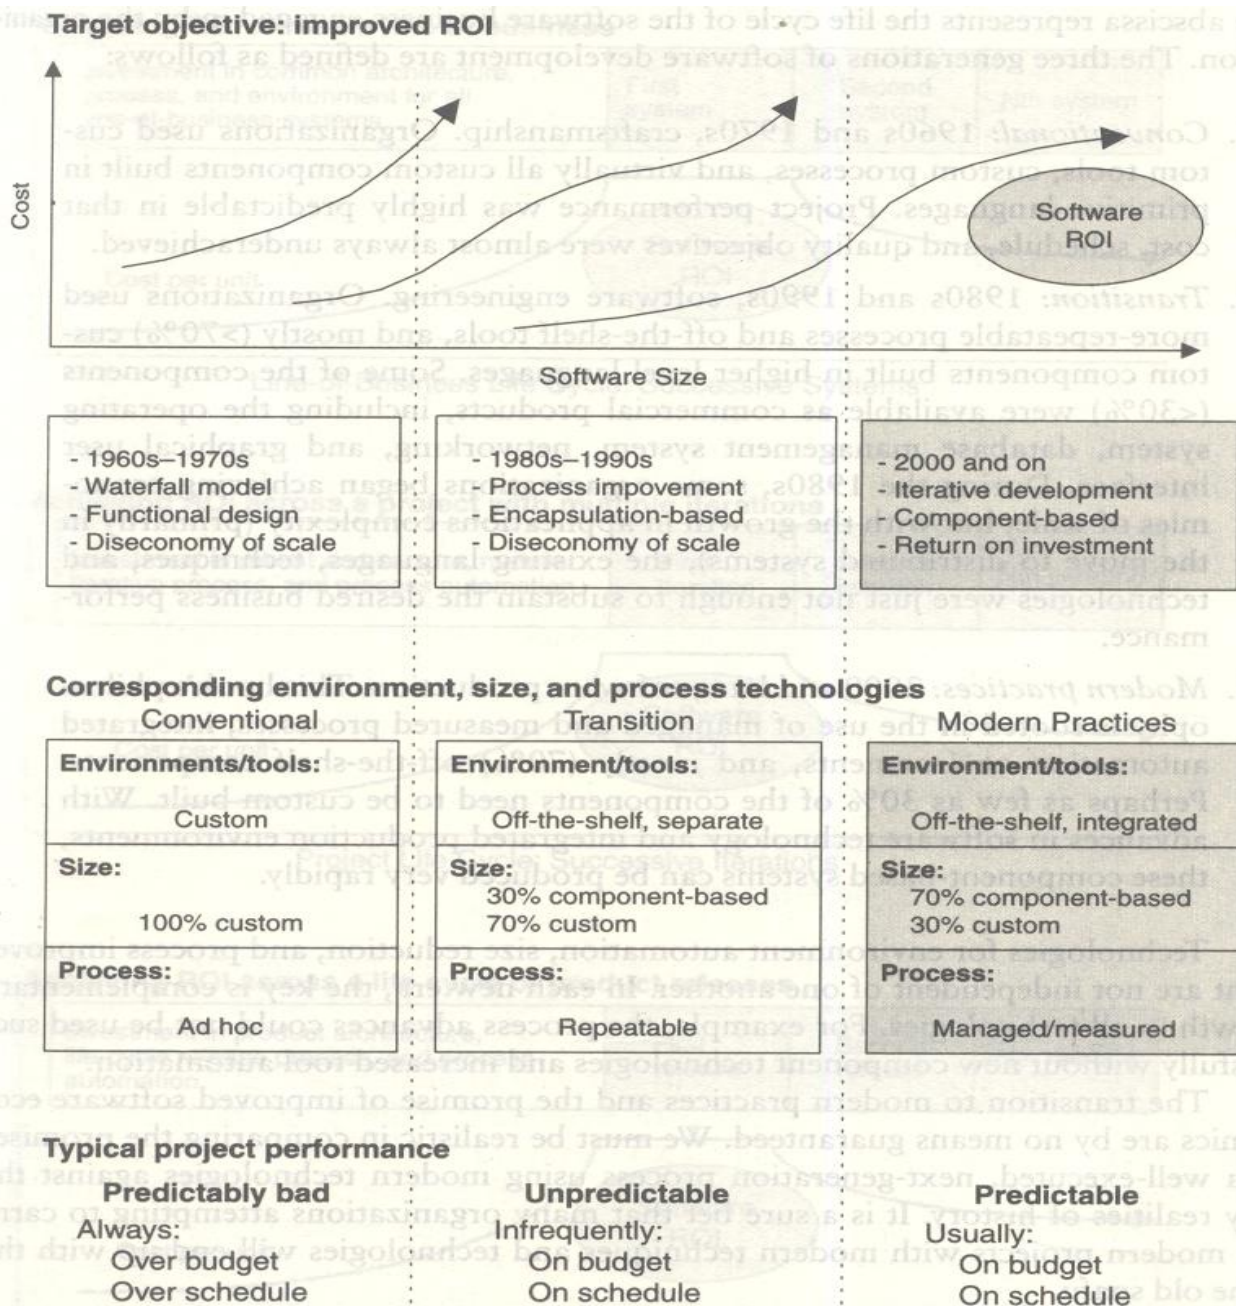 Target objective: Improved ROI
Cost
Software
ROI
Software Size
- 1960s–1970s
- Waterfall model
- Functional design
- Diseconomy of scale
- 1980s–1990s
- Process impovement
- Encapsulation-based
- Diseconomy of scale
- 2000 and on
- Iterative development
- Component-based
- Return on investment
Corresponding environment, size, and process technologies
Conventional
Environments/tools:
Custom
Size:
100% custom
Process:
Ad hoc
Transition
Environment/tools:
Off-the-shelf, separate
Size:
30% component-based
70% custom
Process:
Repeatable
Modern Practices
Environment/tools:
Off-the-shelf, integrated
Size:
70% component-based
30% custom
Process:
Managed/measured
Typical project performance
Predictably bad
Always:
Over budget
Over schedule
Unpredictable
Infrequently:
On budget
On schedule
Predictable
Usually:
On budget
On schedule